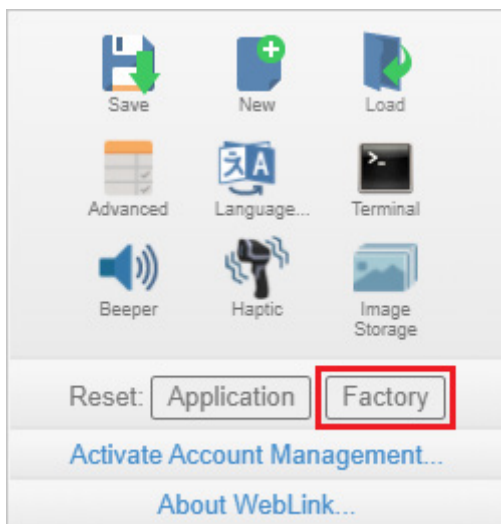 Save New Load
Advanced Language... Terminal
Beeper Haptic Image
Storage
Reset: Application Factory
Activate Account Management...
About WebLink...